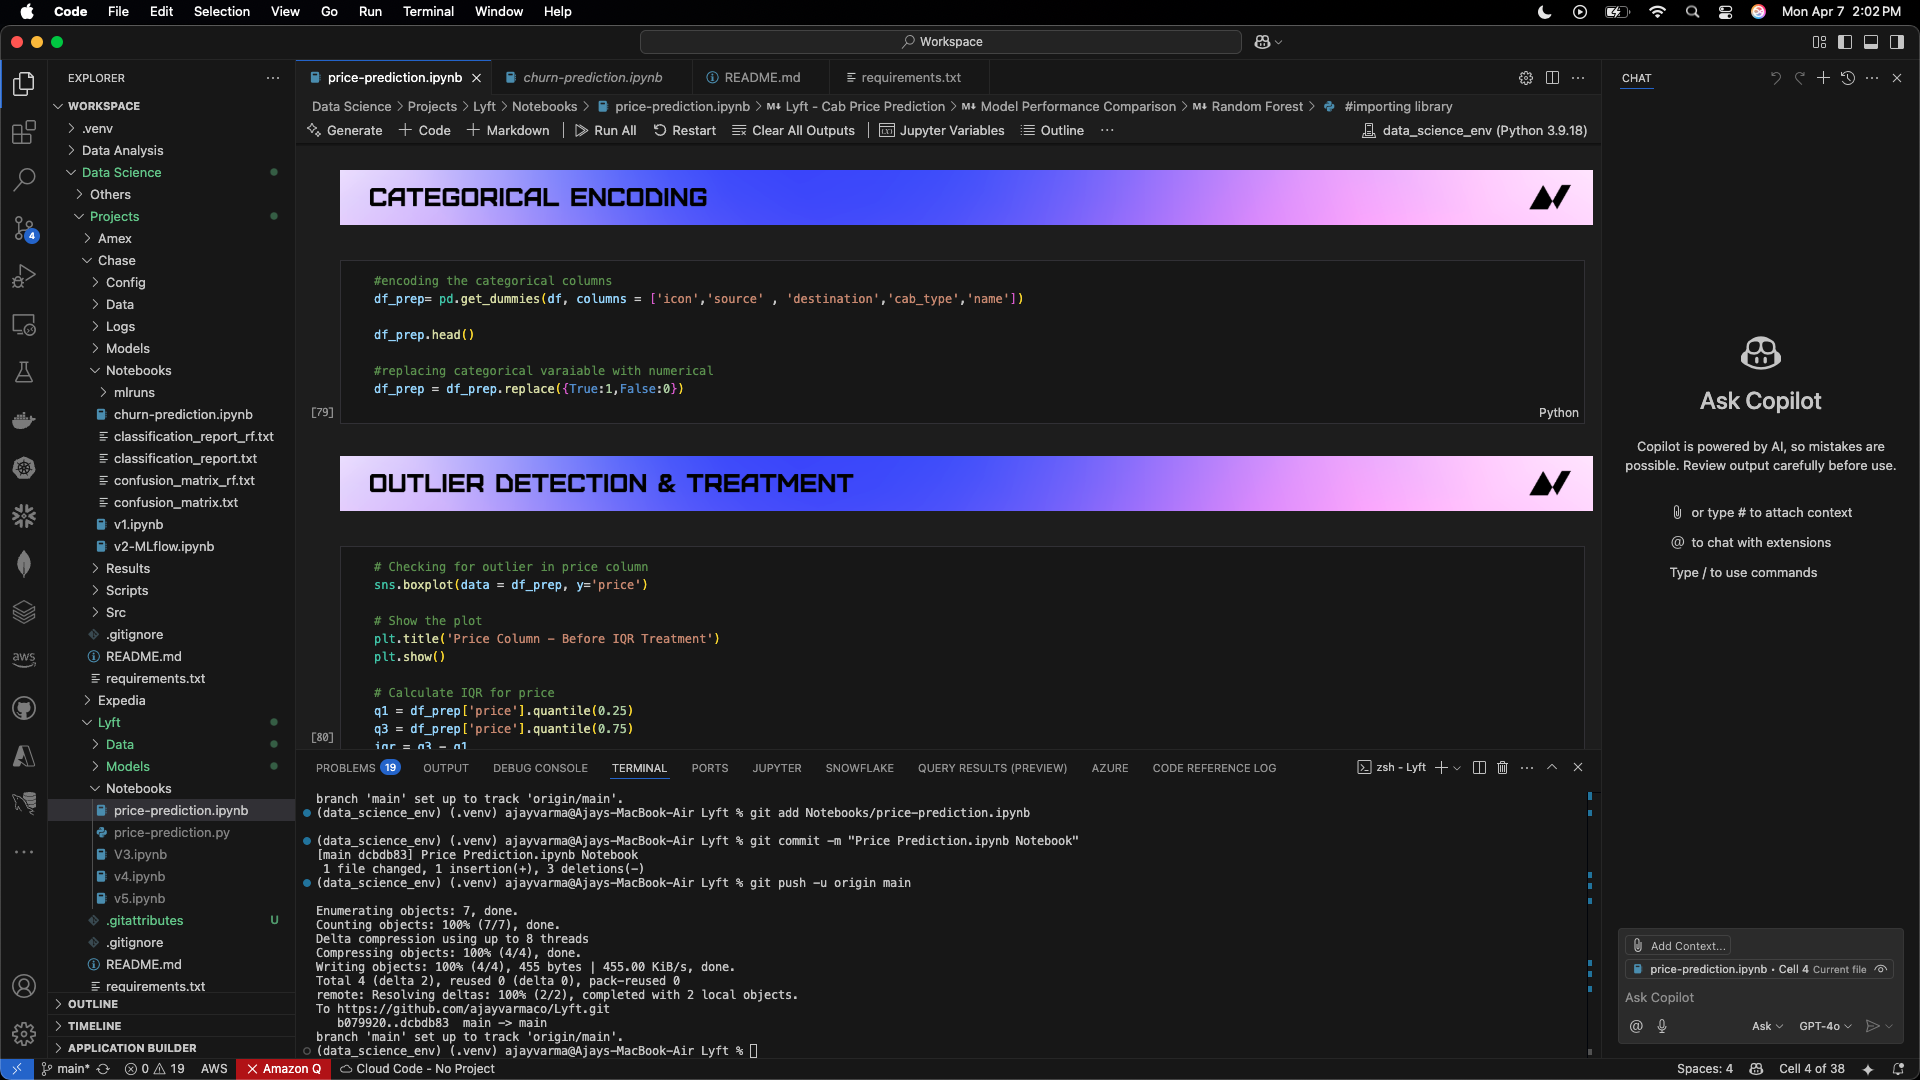 Code File Edit Selection View Go Run Terminal Window Help
Mon Apr 7 2:02 PM
Workspace
EXPLORER
WORKSPACE
.venv
Data Analysis
Data Science
Others
Projects
Amex
Chase
Config
Data
Logs
Models
Notebooks
mlruns
churn-prediction.ipynb
classification_report_rf.txt
classification_report.txt
confusion_matrix_rf.txt
confusion_matrix.txt
v1.ipynb
v2-MLflow.ipynb
Results
Scripts
Src
.gitignore
README.md
requirements.txt
Expedia
Lyft
Data
Models
Notebooks
price-prediction.ipynb
price-prediction.py
V3.ipynb
v4.ipynb
v5.ipynb
.gitattributes U
.gitignore
README.md
requirements.txt
OUTLINE
TIMELINE
APPLICATION BUILDER
4
aws
price-prediction.ipynb churn-prediction.ipynb README.md requirements.txt
Data Science > Projects > Lyft > Notebooks > price-prediction.ipynb > M↓ Lyft - Cab Price Prediction > M↓ Model Performance Comparison > M↓ Random Forest > #importing library
Generate + Code + Markdown Run All Restart Clear All Outputs Jupyter Variables Outline ... data_science_env (Python 3.9.18)
CATEGORICAL ENCODING
#encoding the categorical columns
df_prep= pd.get_dummies(df, columns = ['icon','source' , 'destination','cab_type','name'])
df_prep.head()
#replacing categorical varaiable with numerical
df_prep = df_prep.replace({True:1,False:0})
[79]
Python
OUTLIER DETECTION & TREATMENT
# Checking for outlier in price column
sns.boxplot(data = df_prep, y='price')
# Show the plot
plt.title('Price Column - Before IQR Treatment')
plt.show()
# Calculate IQR for price
q1 = df_prep['price'].quantile(0.25)
q3 = df_prep['price'].quantile(0.75)
iqr = q3 - q1
[80]
PROBLEMS 19 OUTPUT DEBUG CONSOLE TERMINAL PORTS JUPYTER SNOWFLAKE QUERY RESULTS (PREVIEW) AZURE CODE REFERENCE LOG
zsh - Lyft
branch 'main' set up to track 'origin/main'.
(data_science_env) (.venv) ajayvarma@Ajays-MacBook-Air Lyft % git add Notebooks/price-prediction.ipynb
(data_science_env) (.venv) ajayvarma@Ajays-MacBook-Air Lyft % git commit -m "Price Prediction.ipynb Notebook"
[main dcbdb83] Price Prediction.ipynb Notebook
1 file changed, 1 insertion(+), 3 deletions(-)
(data_science_env) (.venv) ajayvarma@Ajays-MacBook-Air Lyft % git push -u origin main
Enumerating objects: 7, done.
Counting objects: 100% (7/7), done.
Delta compression using up to 8 threads
Compressing objects: 100% (4/4), done.
Writing objects: 100% (4/4), 455 bytes | 455.00 KiB/s, done.
Total 4 (delta 2), reused 0 (delta 0), pack-reused 0
remote: Resolving deltas: 100% (2/2), completed with 2 local objects.
To https://github.com/ajayvarmaco/Lyft.git
b079920..dcbdb83 main -> main
branch 'main' set up to track 'origin/main'.
(data_science_env) (.venv) ajayvarma@Ajays-MacBook-Air Lyft %
CHAT
Ask Copilot
Copilot is powered by AI, so mistakes are
possible. Review output carefully before use.
or type # to attach context
@ to chat with extensions
Type / to use commands
Add Context...
price-prediction.ipynb • Cell 4 Current file
Ask Copilot
@ Ask GPT-4o
main* 0 19 AWS Amazon Q Cloud Code - No Project
Spaces: 4 Cell 4 of 38